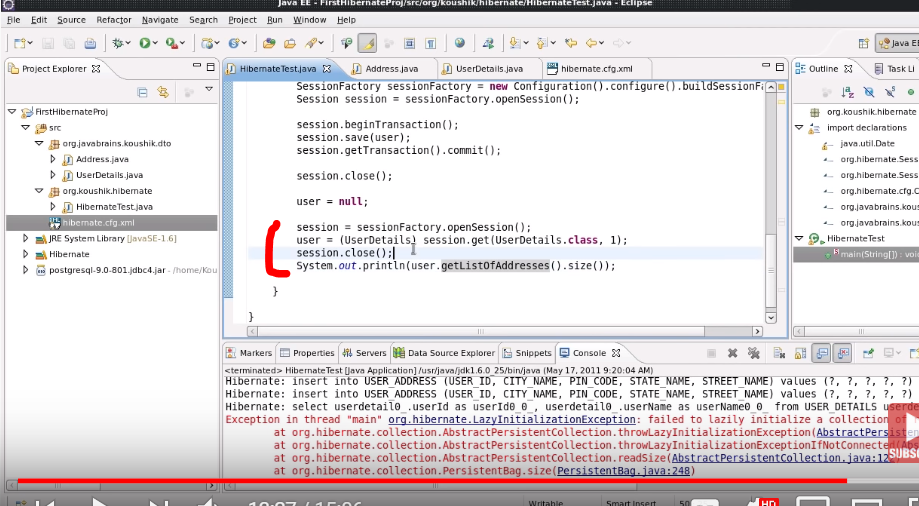 Java EE - FirstHibernateProj/src/org/koushik/hibernate/HibernateTest.java - Eclipse
File Edit Source Refactor Navigate Search Project Run Window Help
Java EE
Project Explorer
HibernateTest.java Address.java UserDetails.java hibernate.cfg.xml
Outline Task Li
FirstHibernateProj
src
org.javabrains.koushik.dto
Address.java
UserDetails.java
org.koushik.hibernate
HibernateTest.java
hibernate.cfg.xml
JRE System Library [JavaSE-1.6]
Hibernate
postgresql-9.0-801.jdbc4.jar - /home/Kou
SessionFactory sessionFactory = new Configuration().configure().buildSessionFa
Session session = sessionFactory.openSession();
session.beginTransaction();
session.save(user);
session.getTransaction().commit();
session.close();
user = null;
session = sessionFactory.openSession();
user = (UserDetails) session.get(UserDetails.class, 1);
session.close();
System.out.println(user.getListOfAddresses().size());
}
}
org.koushik.hibernate
import declarations
java.util.Date
org.hibernate.Sess
org.hibernate.Sess
org.hibernate.cfg.
org.javabrains.kous
org.javabrains.kous
HibernateTest
main(String[]) : voi
Markers Properties Servers Data Source Explorer Snippets Console
<terminated> HibernateTest [Java Application] /usr/java/jdk1.6.0_25/bin/java (May 17, 2011 9:20:04 AM)
Hibernate: insert into USER_ADDRESS (USER_ID, CITY_NAME, PIN_CODE, STATE_NAME, STREET_NAME) values (?, ?, ?, ?, ?)
Hibernate: insert into USER_ADDRESS (USER_ID, CITY_NAME, PIN_CODE, STATE_NAME, STREET_NAME) values (?, ?, ?, ?, ?)
Hibernate: select userdetail0_.userId as userId0_0_, userdetail0_.userName as userName0_0_ from USER_DETAILS userde
Exception in thread "main" org.hibernate.LazyInitializationException: failed to lazily initialize a collection of
at org.hibernate.collection.AbstractPersistentCollection.throwLazyInitializationException(AbstractPersisten
at org.hibernate.collection.AbstractPersistentCollection.throwLazyInitializationExceptionIfNotConnected(Abs
at org.hibernate.collection.AbstractPersistentCollection.readSize(AbstractPersistentCollection.java:12
at org.hibernate.collection.PersistentBag.size(PersistentBag.java:248)
SUBSC
Writable Smart Insert 50
HD